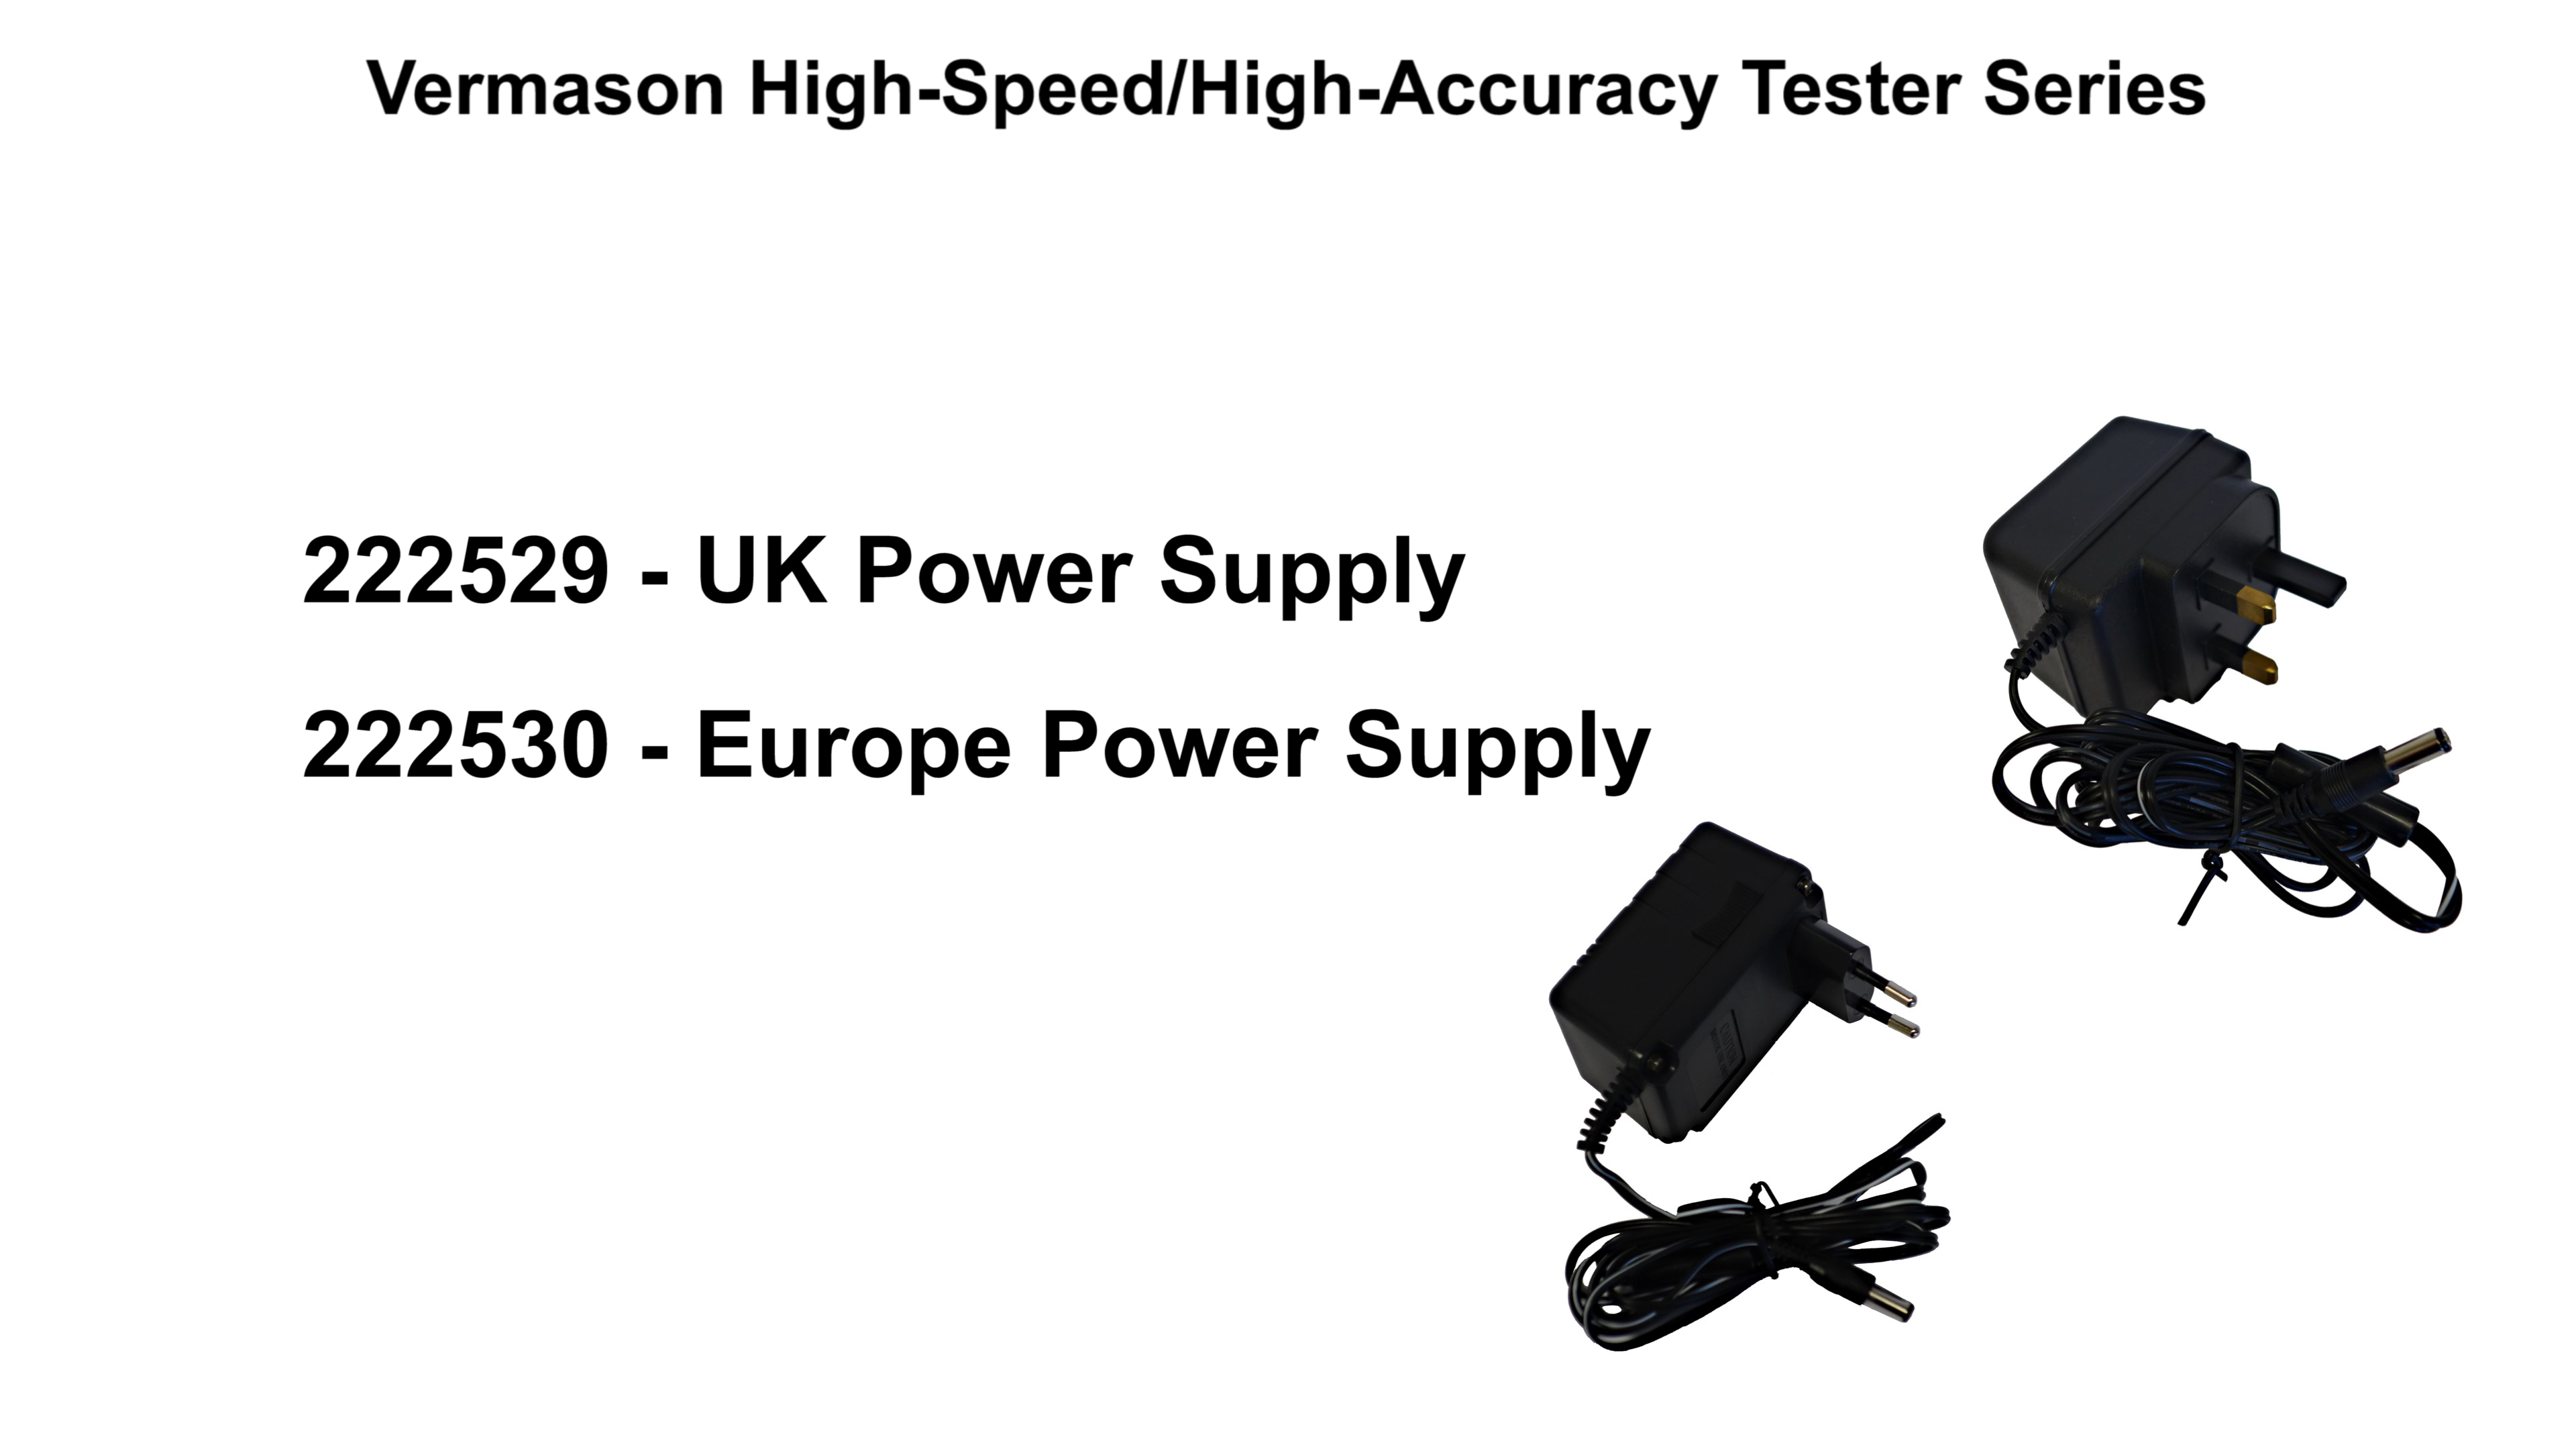 Vermason High-Speed/High-Accuracy Tester Series
222529 - UK Power Supply
222530 - Europe Power Supply